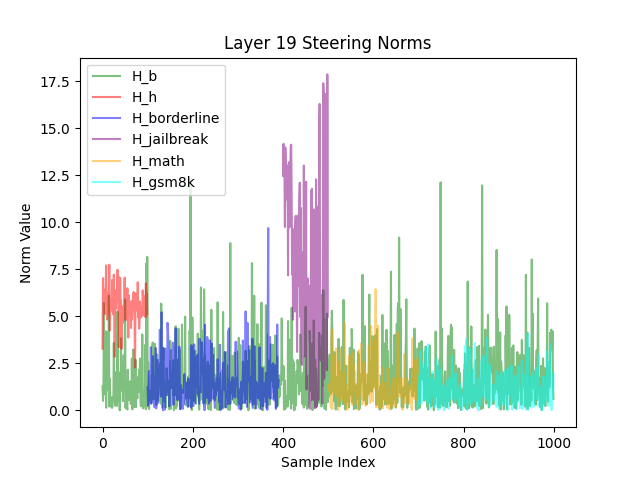 Layer 19 Steering Norms
H_b
H_h
H_borderline
H_jailbreak
H_math
H_gsm8k
17.5
15.0
12.5
10.0
7.5
5.0
2.5
0.0
Norm Value
0
200
400
600
800
1000
Sample Index